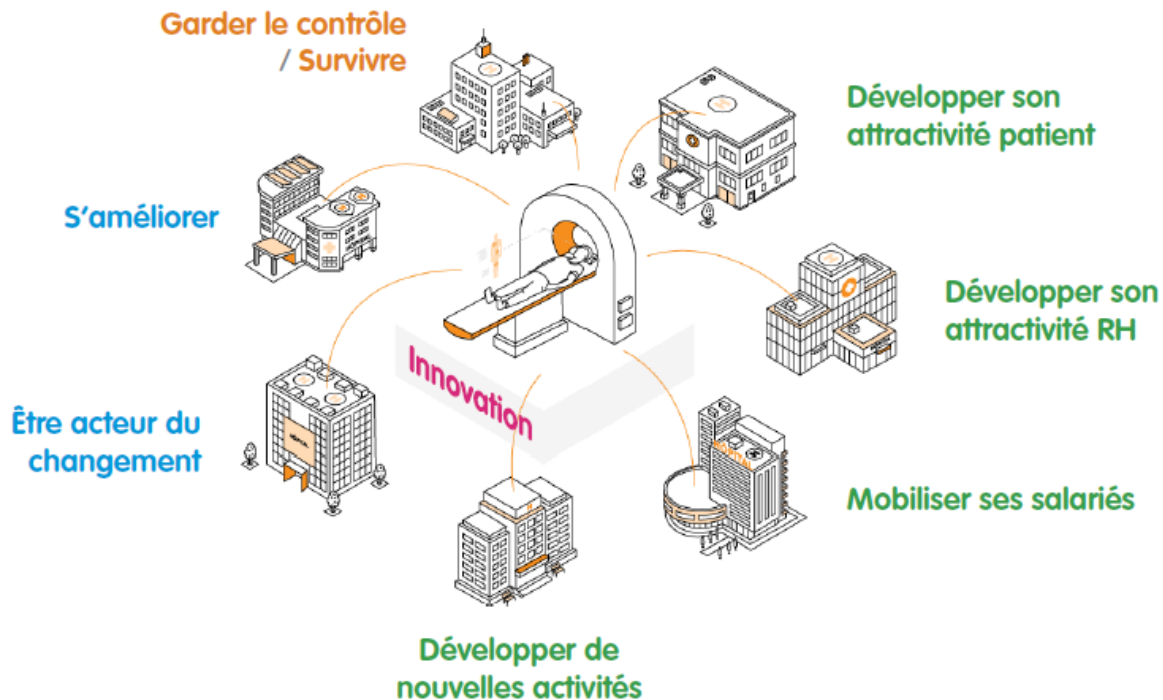 Garder le contrôle
/ Survivre
Développer son
attractivité patient
S'améliorer
Développer son
attractivité RH
Innovation
Être acteur du
changement
HÔPITAL
Mobiliser ses salariés
Développer de
nouvelles activités